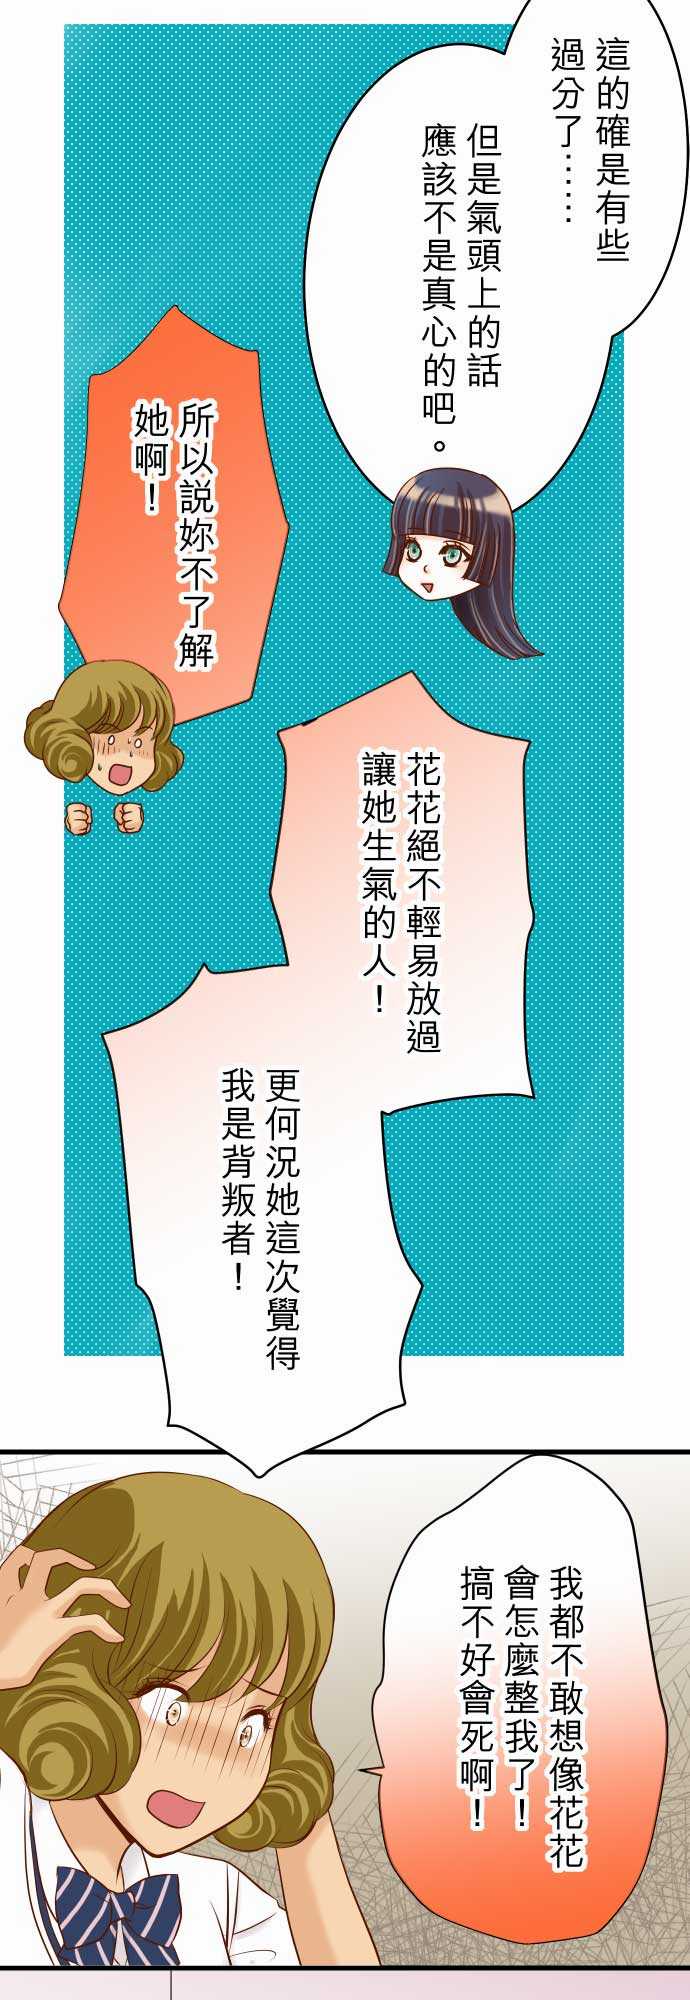 這的確是有些
過分了……
但是氣頭上的話
應該不是真心的吧。
所以說妳不了解
她啊！
花花絕不輕易放過
讓她生氣的人！
更何況她這次覺得
我是背叛者！
我都不敢想像花花
會怎麼整我了！
搞不好會死啊！